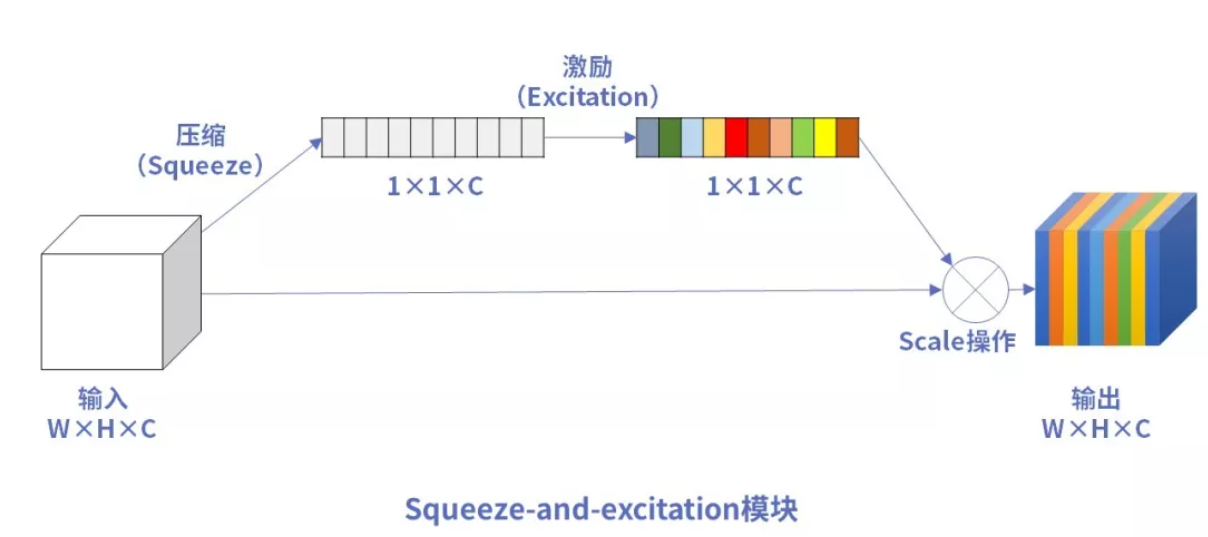 激励
（Excitation）
压缩
（Squeeze）
1×1×C
1×1×C
Scale操作
输入
W×H×C
输出
W×H×C
Squeeze-and-excitation模块